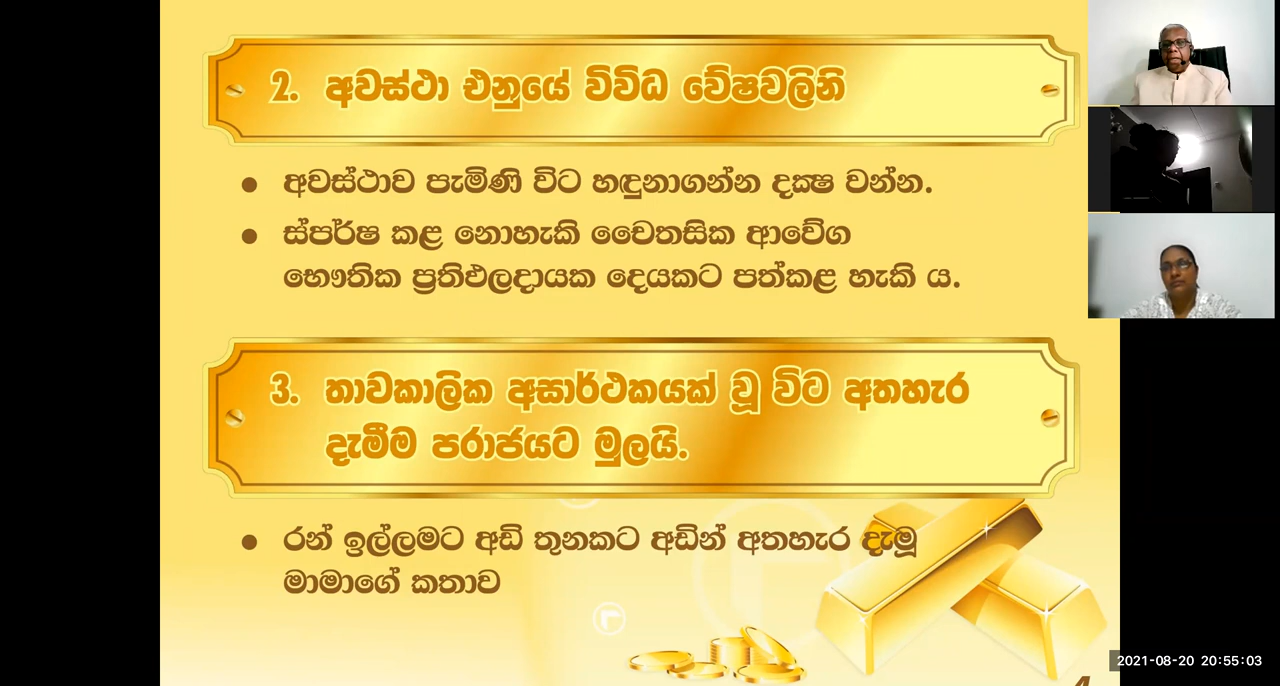 2. අවස්ථා එනුයේ විවිධ වේෂවලිනි
● අවස්ථාව පැමිණි විට හඳුනාගන්න දක්‍ෂ වන්න.
● ස්පර්ෂ කළ නොහැකි චෛතසික ආවේග
භෞතික ප්‍රතිඵලදායක දෙයකට පත්කළ හැකි ය.
3. තාවකාලික අසාර්ථකයක් වූ විට අතහැර
දැමීම පරාජයට මුලයි.
● රන් ඉල්ලමට අඩි තුනකට අඩින් අතහැර දැමූ
මාමාගේ කතාව
2021-08-20 20:55:03